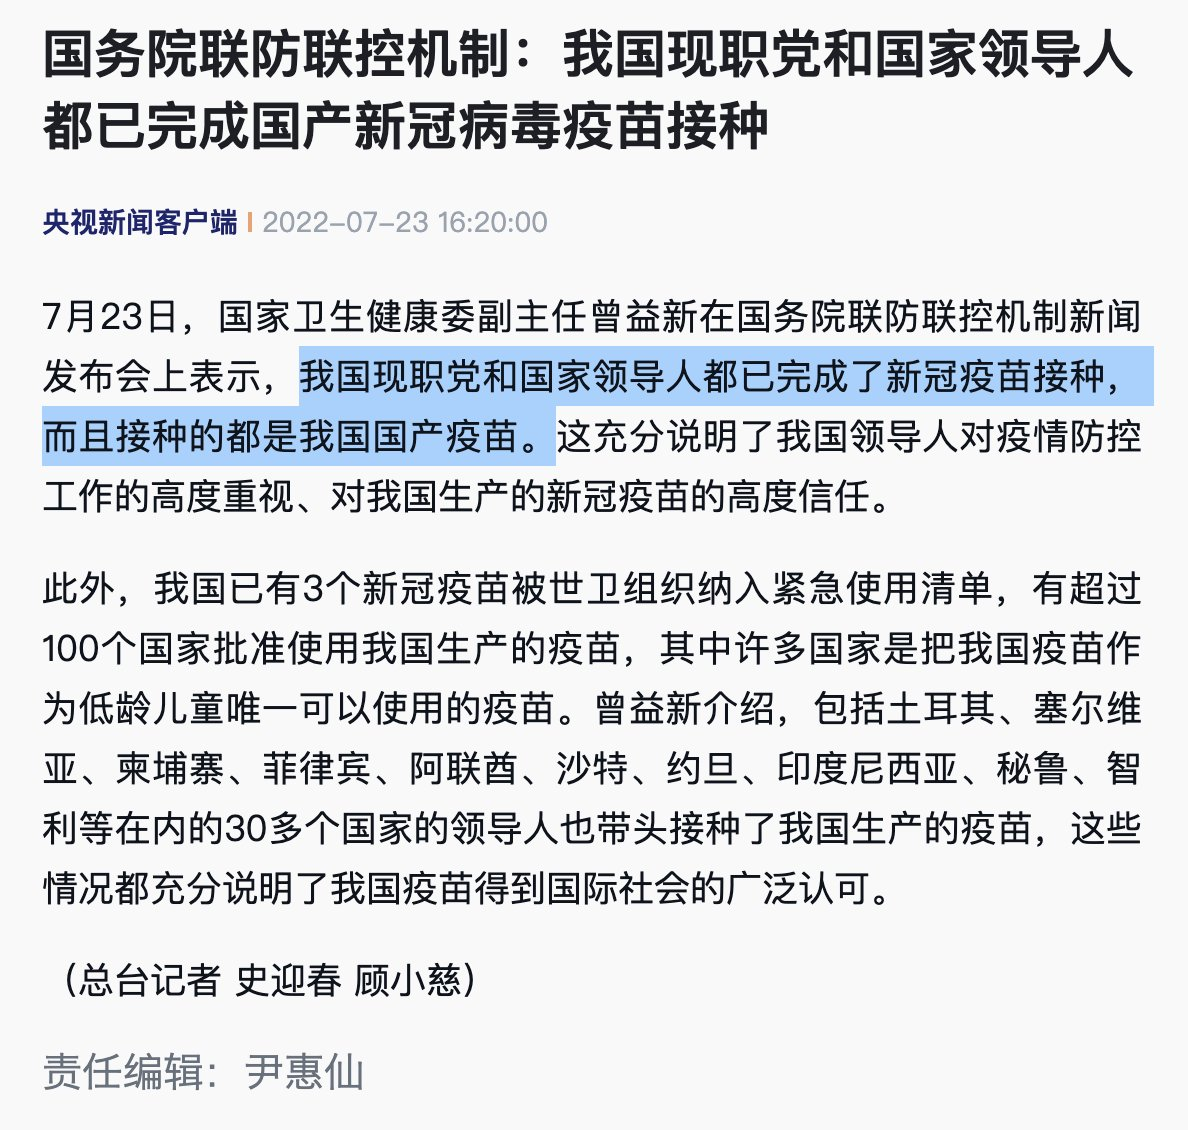 国务院联防联控机制：我国现职党和国家领导人
都已完成国产新冠病毒疫苗接种
央视新闻客户端 2022-07-23 16:20:00
7月23日，国家卫生健康委副主任曾益新在国务院联防联控机制新闻
发布会上表示，我国现职党和国家领导人都已完成了新冠疫苗接种，
而且接种的都是我国国产疫苗。这充分说明了我国领导人对疫情防控
工作的高度重视、对我国生产的新冠疫苗的高度信任。
此外，我国已有3个新冠疫苗被世卫组织纳入紧急使用清单，有超过
100个国家批准使用我国生产的疫苗，其中许多国家是把我国疫苗作
为低龄儿童唯一可以使用的疫苗。曾益新介绍，包括土耳其、塞尔维
亚、柬埔寨、菲律宾、阿联酋、沙特、约旦、印度尼西亚、秘鲁、智
利等在内的30多个国家的领导人也带头接种了我国生产的疫苗，这些
情况都充分说明了我国疫苗得到国际社会的广泛认可。
（总台记者 史迎春 顾小慈）
责任编辑：尹惠仙